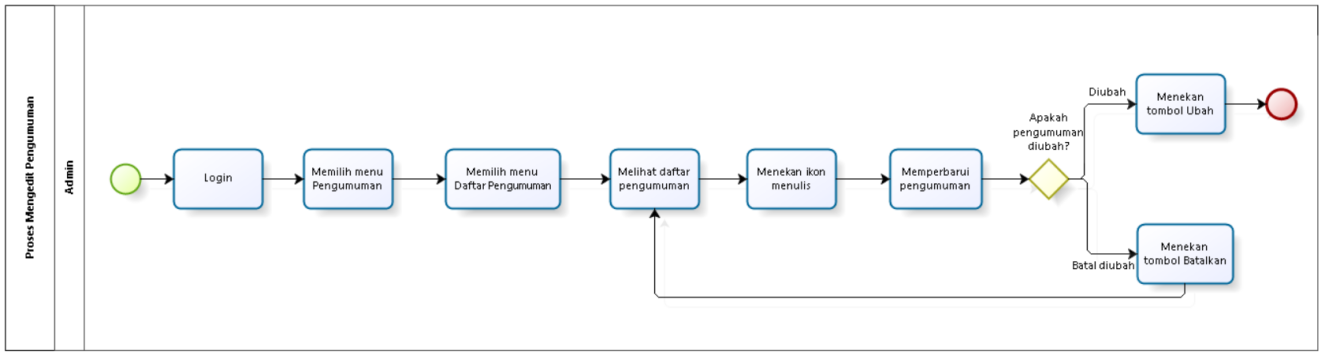 Proses Mengedit Pengumuman
Admin
Login
Memilih menu
Pengumuman
Memilih menu
Daftar Pengumuman
Melihat daftar
pengumuman
Menekan ikon
menulis
Memperbarui
pengumuman
Apakah
pengumuman
diubah?
Diubah
Menekan
tombol Ubah
Batal diubah
Menekan
tombol Batalkan